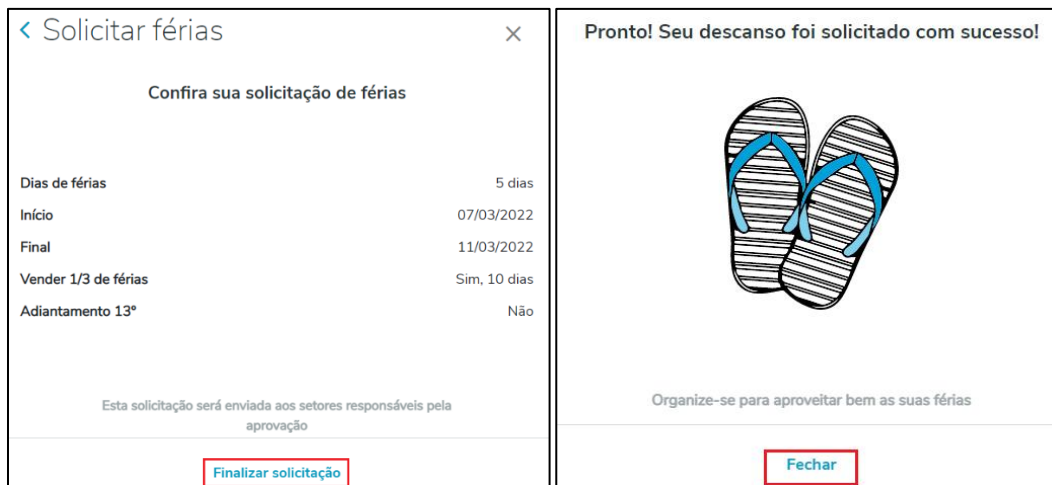 Solicitar férias
Confira sua solicitação de férias
Dias de férias 5 dias
Início 07/03/2022
Final 11/03/2022
Vender 1/3 de férias Sim, 10 dias
Adiantamento 13º Não
Esta solicitação será enviada aos setores responsáveis pela
aprovação
Finalizar solicitação
Pronto! Seu descanso foi solicitado com sucesso!
Organize-se para aproveitar bem as suas férias
Fechar